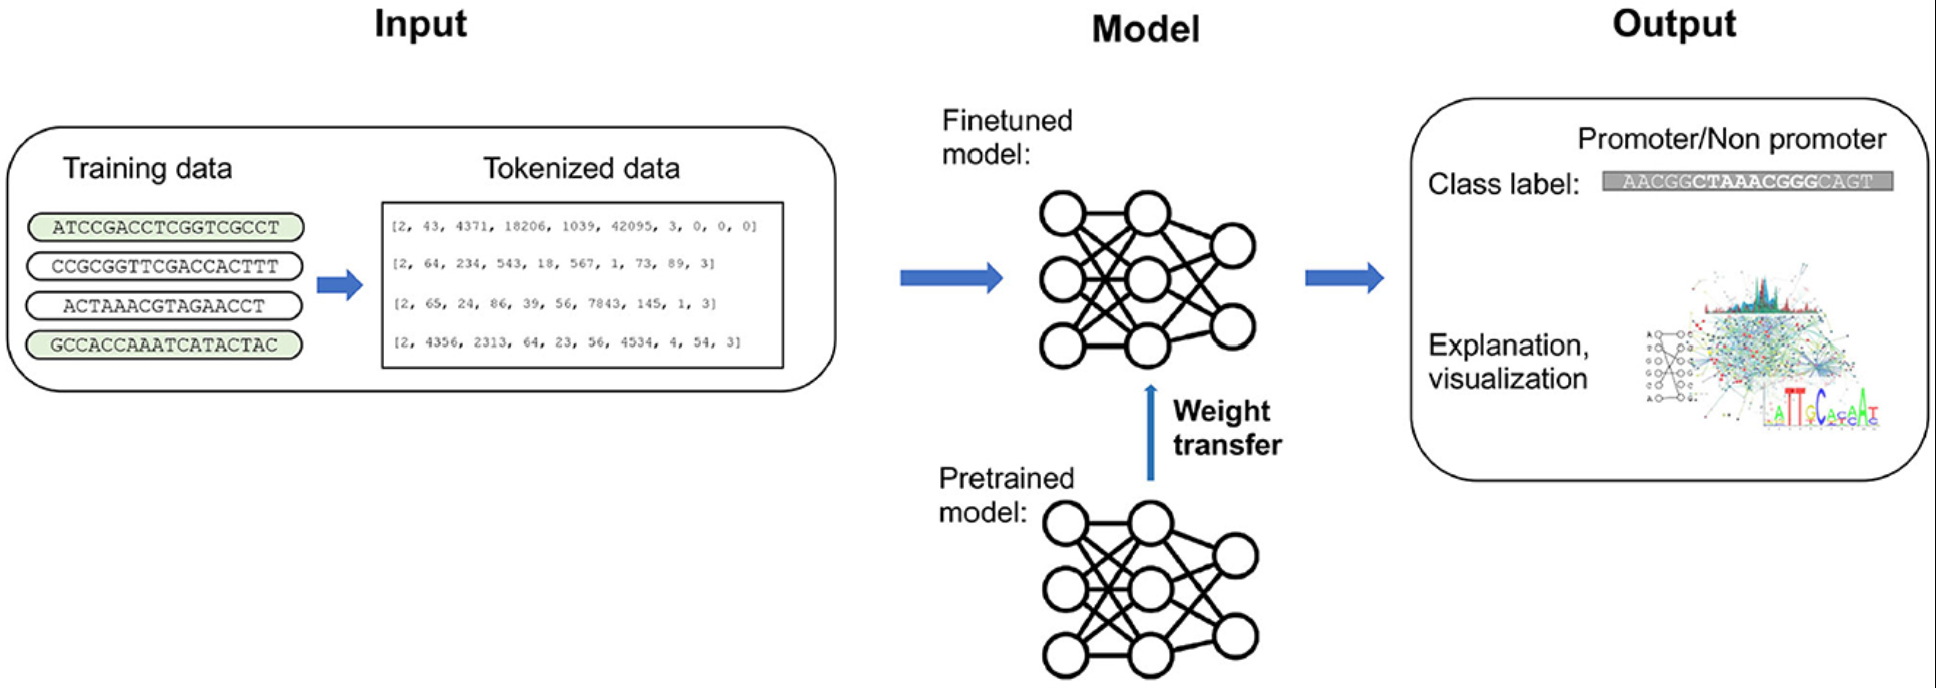 Input
Model
Output
Training data
Tokenized data
ATCCGACCTCGGTCGCCT
CCGCGGTTCGACCACTTT
ACTAAACGTAGAACCT
GCCACCAAATCATACTAC
[2, 43, 4371, 18206, 1039, 42095, 3, 0, 0, 0]
[2, 64, 234, 543, 18, 567, 1, 73, 89, 3]
[2, 65, 24, 86, 39, 56, 7843, 145, 1, 3]
[2, 4356, 2313, 64, 23, 56, 4534, 4, 54, 3]
Finetuned
model:
Weight
transfer
Pretrained
model:
Promoter/Non promoter
Class label:
AACGGCTAAACGGGCAGT
Explanation,
visualization